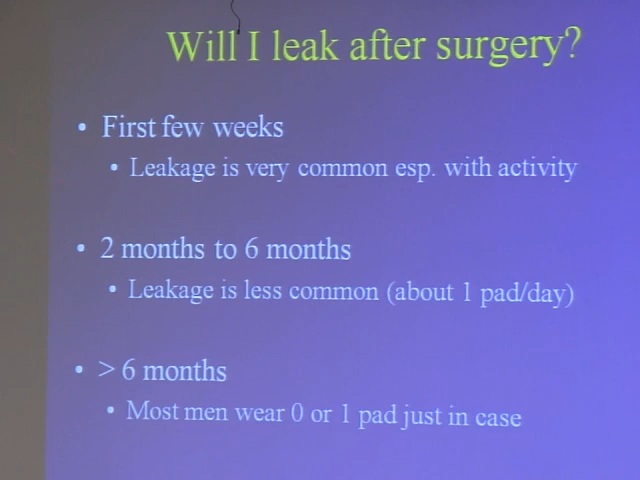 Will I leak after surgery?
• First few weeks
• Leakage is very common esp. with activity
• 2 months to 6 months
• Leakage is less common (about 1 pad/day)
• > 6 months
• Most men wear 0 or 1 pad just in case